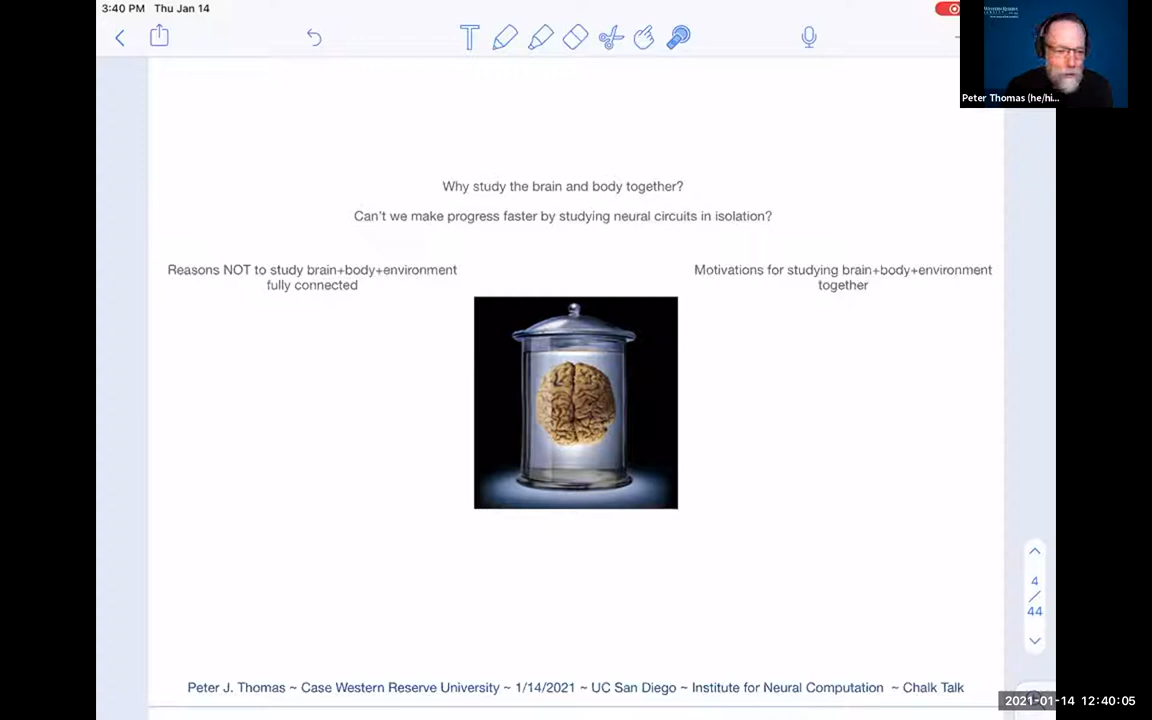 3:40 PM Thu Jan 14
WESTERN RESERVE
Peter Thomas (he/hi...
Why study the brain and body together?
Can't we make progress faster by studying neural circuits in isolation?
Reasons NOT to study brain+body+environment
fully connected
Motivations for studying brain+body+environment
together
4
/
44
Peter J. Thomas ~ Case Western Reserve University ~ 1/14/2021 ~ UC San Diego ~ Institute for Neural Computation ~ Chalk Talk
2021-01-14 12:40:05